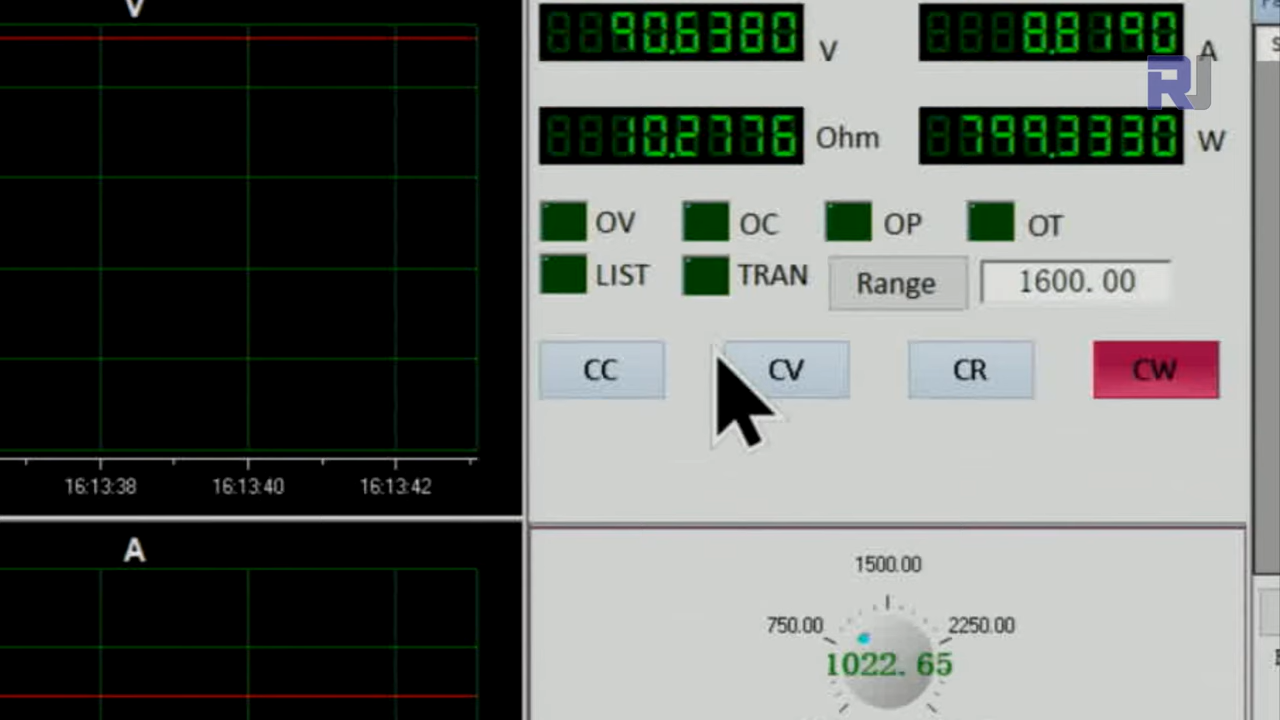 V
90.6380 V
8.8190 A
RJ
10.2776 Ohm
799.3330 W
OV OC OP OT
LIST TRAN Range 1600.00
CC CV CR CW
16:13:38 16:13:40 16:13:42
A
1500.00
750.00 2250.00
1022.65